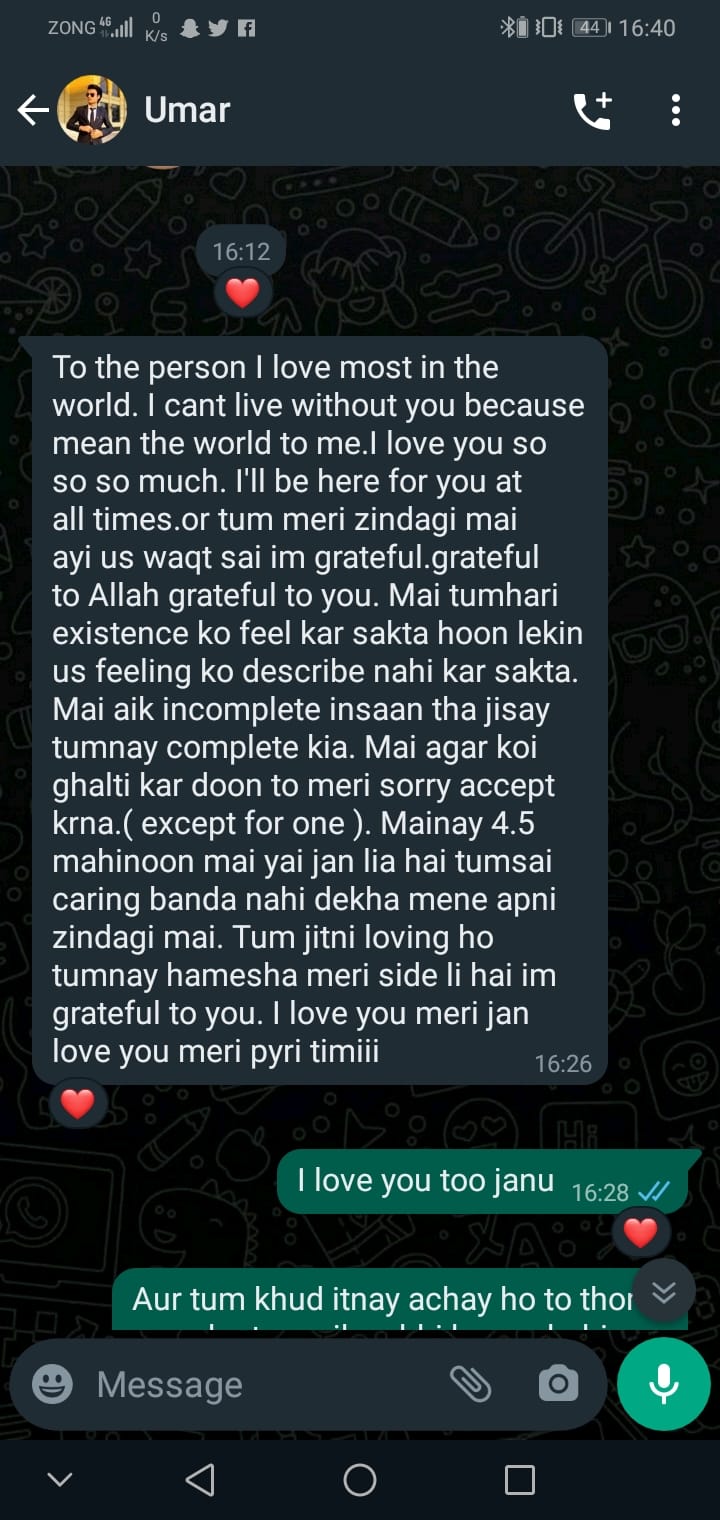 ZONG 4G 0 K/s 44 16:40
Umar
16:12
To the person I love most in the
world. I cant live without you because
mean the world to me.I love you so
so so much. I'll be here for you at
all times.or tum meri zindagi mai
ayi us waqt sai im grateful.grateful
to Allah grateful to you. Mai tumhari
existence ko feel kar sakta hoon lekin
us feeling ko describe nahi kar sakta.
Mai aik incomplete insaan tha jisay
tumnay complete kia. Mai agar koi
ghalti kar doon to meri sorry accept
krna.( except for one ). Mainay 4.5
mahinoon mai yai jan lia hai tumsai
caring banda nahi dekha mene apni
zindagi mai. Tum jitni loving ho
tumnay hamesha meri side li hai im
grateful to you. I love you meri jan
love you meri pyri timiii
16:26
I love you too janu 16:28
Aur tum khud itnay achay ho to
Message